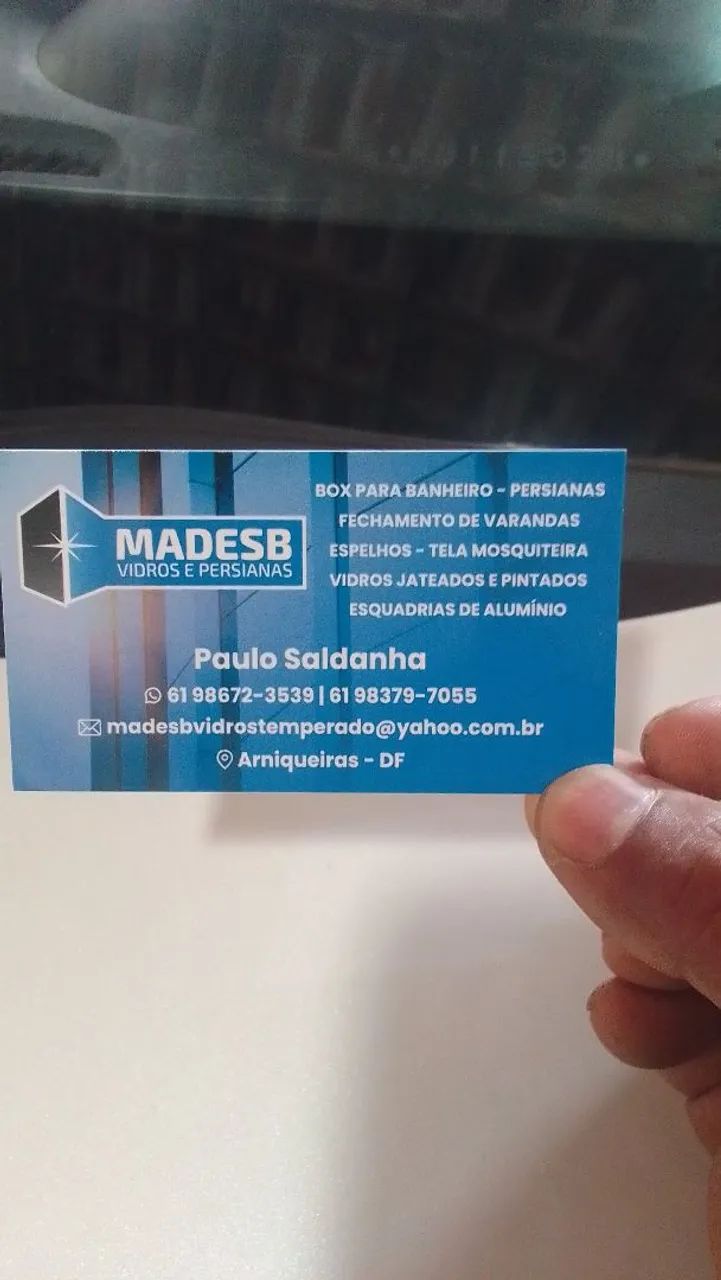 MADESB
VIDROS E PERSIANAS
BOX PARA BANHEIRO - PERSIANAS
FECHAMENTO DE VARANDAS
ESPELHOS - TELA MOSQUITEIRA
VIDROS JATEADOS E PINTADOS
ESQUADRIAS DE ALUMÍNIO
Paulo Saldanha
61 98672-3539 | 61 98379-7055
madesbvidrostemperado@yahoo.com.br
Arniqueiras - DF